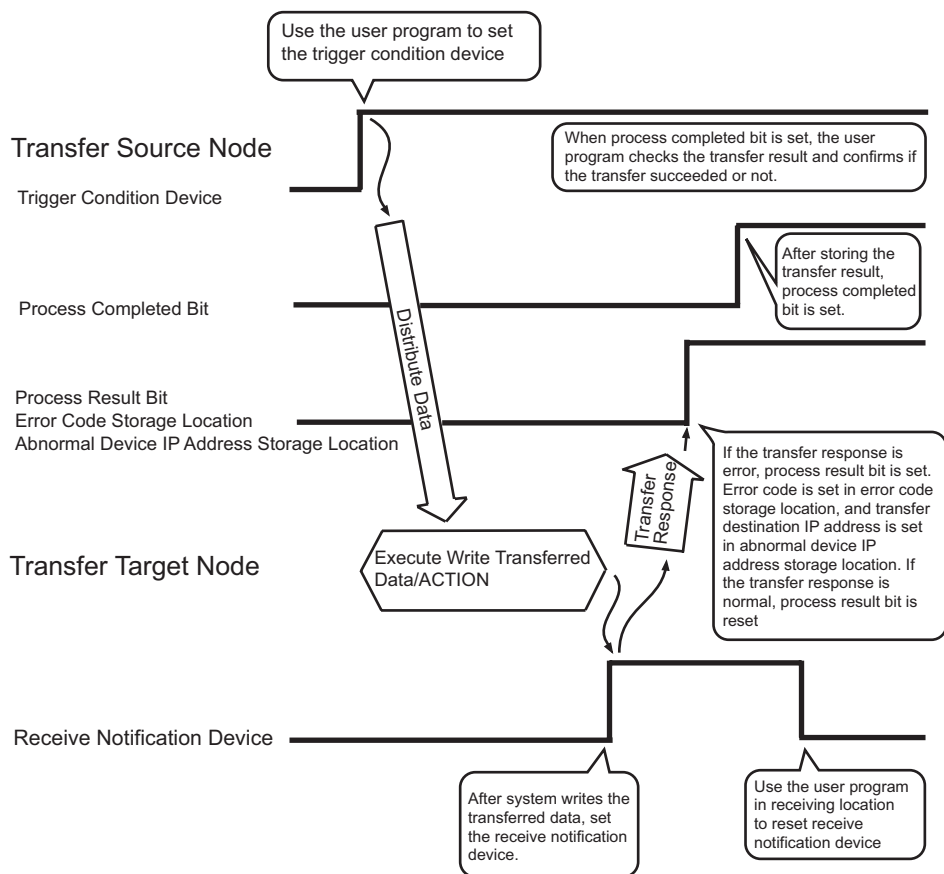 Use the user program to set
the trigger condition device
Transfer Source Node
When process completed bit is set, the user
program checks the transfer result and confirms if
the transfer succeeded or not.
Trigger Condition Device
After storing the
transfer result,
process completed
bit is set.
Process Completed Bit
Distribute Data
Process Result Bit
Error Code Storage Location
Abnormal Device IP Address Storage Location
If the transfer response is
error, process result bit is set.
Error code is set in error code
storage location, and transfer
destination IP address is set
in abnormal device IP
address storage location. If
the transfer response is
normal, process result bit is
reset
Transfer
Response
Transfer Target Node
Execute Write Transferred
Data/ACTION
Receive Notification Device
After system writes the
transferred data, set
the receive notification
device.
Use the user program
in receiving location
to reset receive
notification device